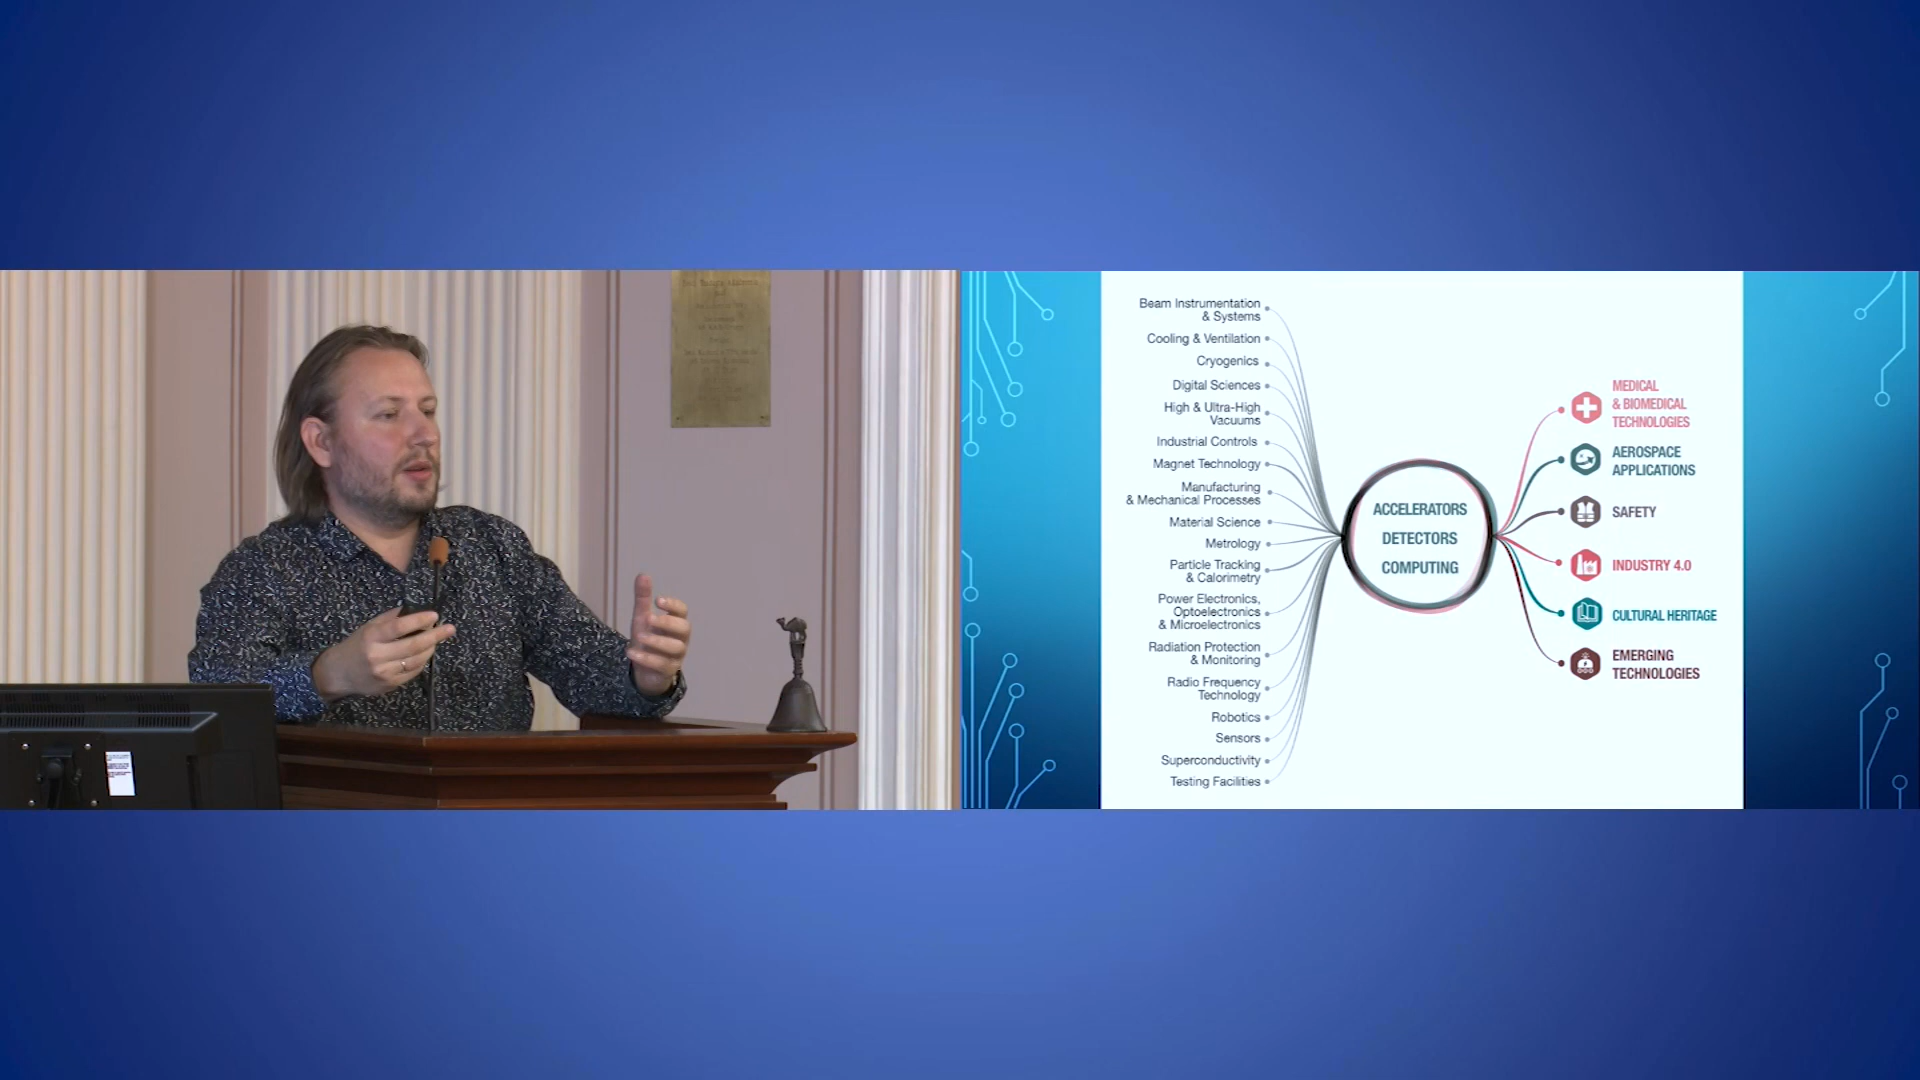 Beam Instrumentation
& Systems
Cooling & Ventilation
Cryogenics
Digital Sciences
High & Ultra-High
Vacuums
Industrial Controls
Magnet Technology
Manufacturing
& Mechanical Processes
Material Science
Metrology
Particle Tracking
& Calorimetry
Power Electronics,
Optoelectronics
& Microelectronics
Radiation Protection
& Monitoring
Radio Frequency
Technology
Robotics
Sensors
Superconductivity
Testing Facilities
ACCELERATORS
DETECTORS
COMPUTING
MEDICAL
& BIOMEDICAL
TECHNOLOGIES
AEROSPACE
APPLICATIONS
SAFETY
INDUSTRY 4.0
CULTURAL HERITAGE
EMERGING
TECHNOLOGIES